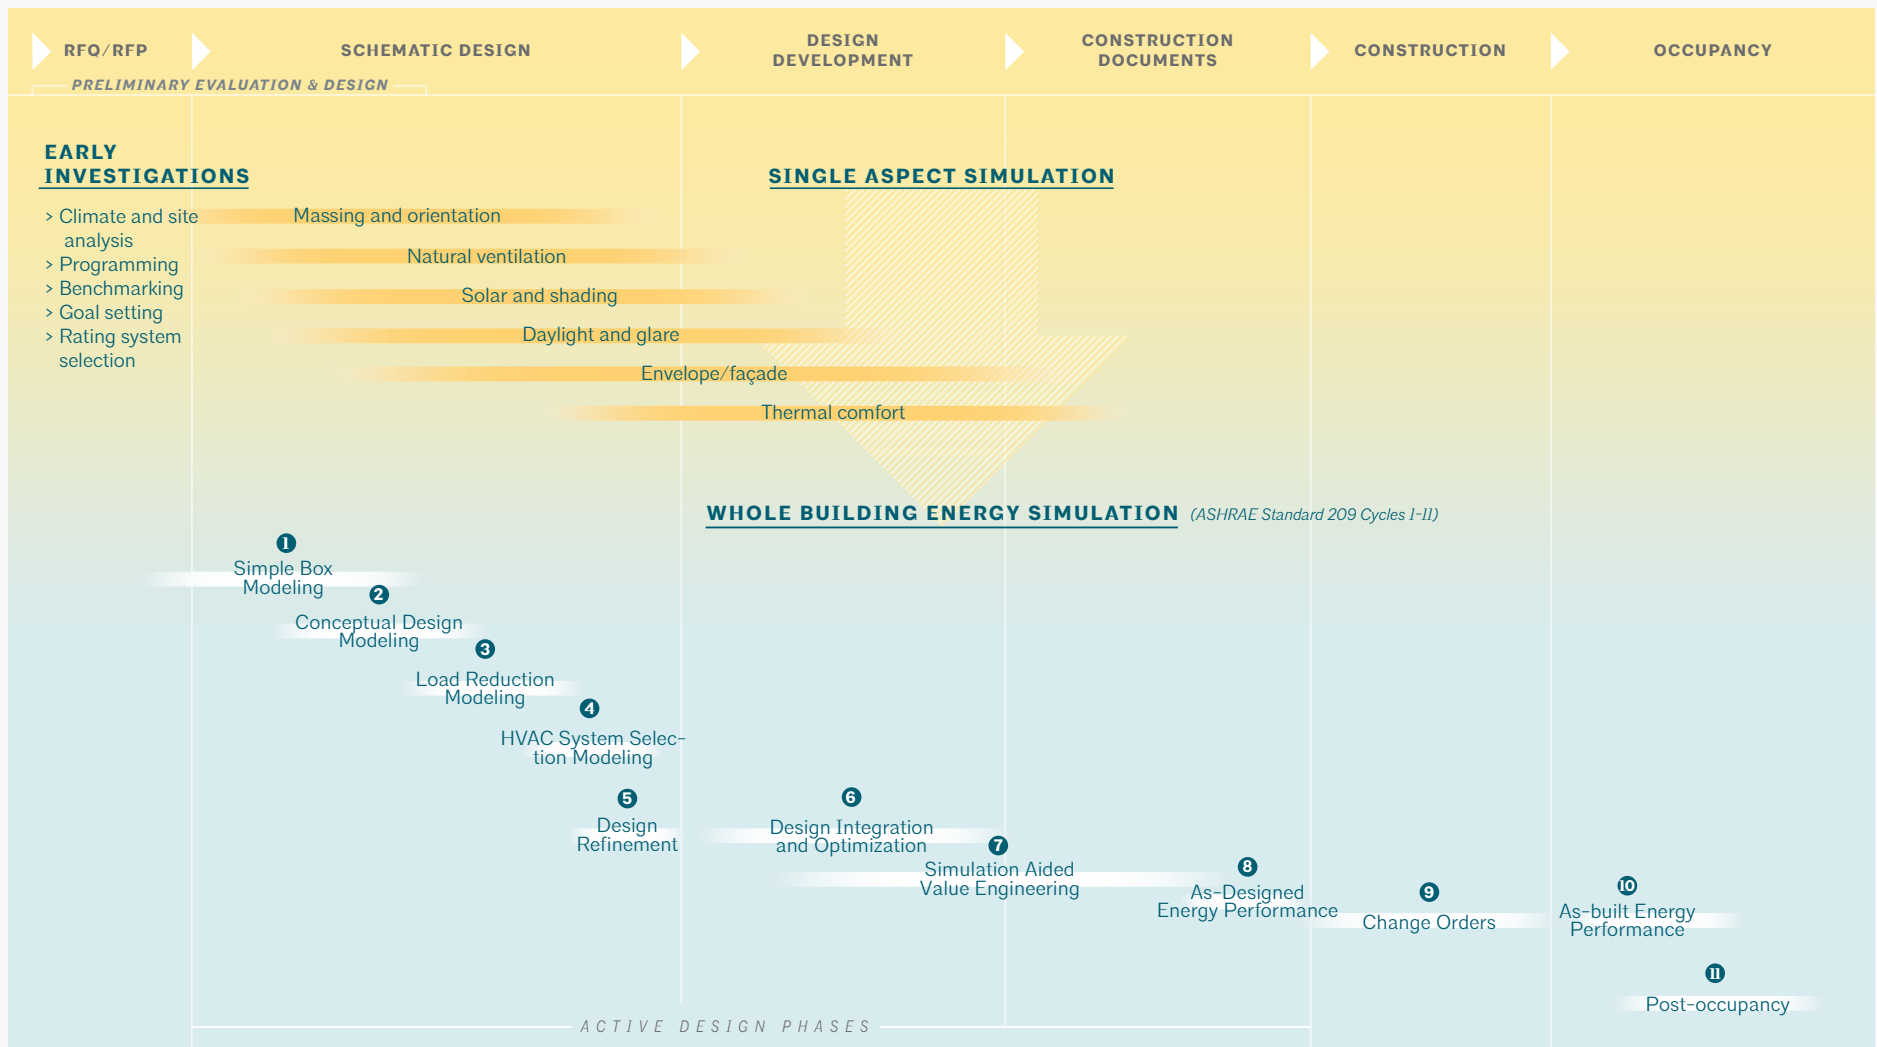 RFQ/RFP
SCHEMATIC DESIGN
DESIGN
DEVELOPMENT
CONSTRUCTION
DOCUMENTS
CONSTRUCTION
OCCUPANCY
PRELIMINARY EVALUATION & DESIGN
EARLY
INVESTIGATIONS
> Climate and site
analysis
> Programming
> Benchmarking
> Goal setting
> Rating system
selection
SINGLE ASPECT SIMULATION
Massing and orientation
Natural ventilation
Solar and shading
Daylight and glare
Envelope/façade
Thermal comfort
WHOLE BUILDING ENERGY SIMULATION (ASHRAE Standard 209 Cycles 1-11)
1
Simple Box
Modeling
2
Conceptual Design
Modeling
3
Load Reduction
Modeling
4
HVAC System Selec-
tion Modeling
5
Design
Refinement
6
Design Integration
and Optimization
7
Simulation Aided
Value Engineering
8
As-Designed
Energy Performance
9
Change Orders
10
As-built Energy
Performance
11
Post-occupancy
ACTIVE DESIGN PHASES